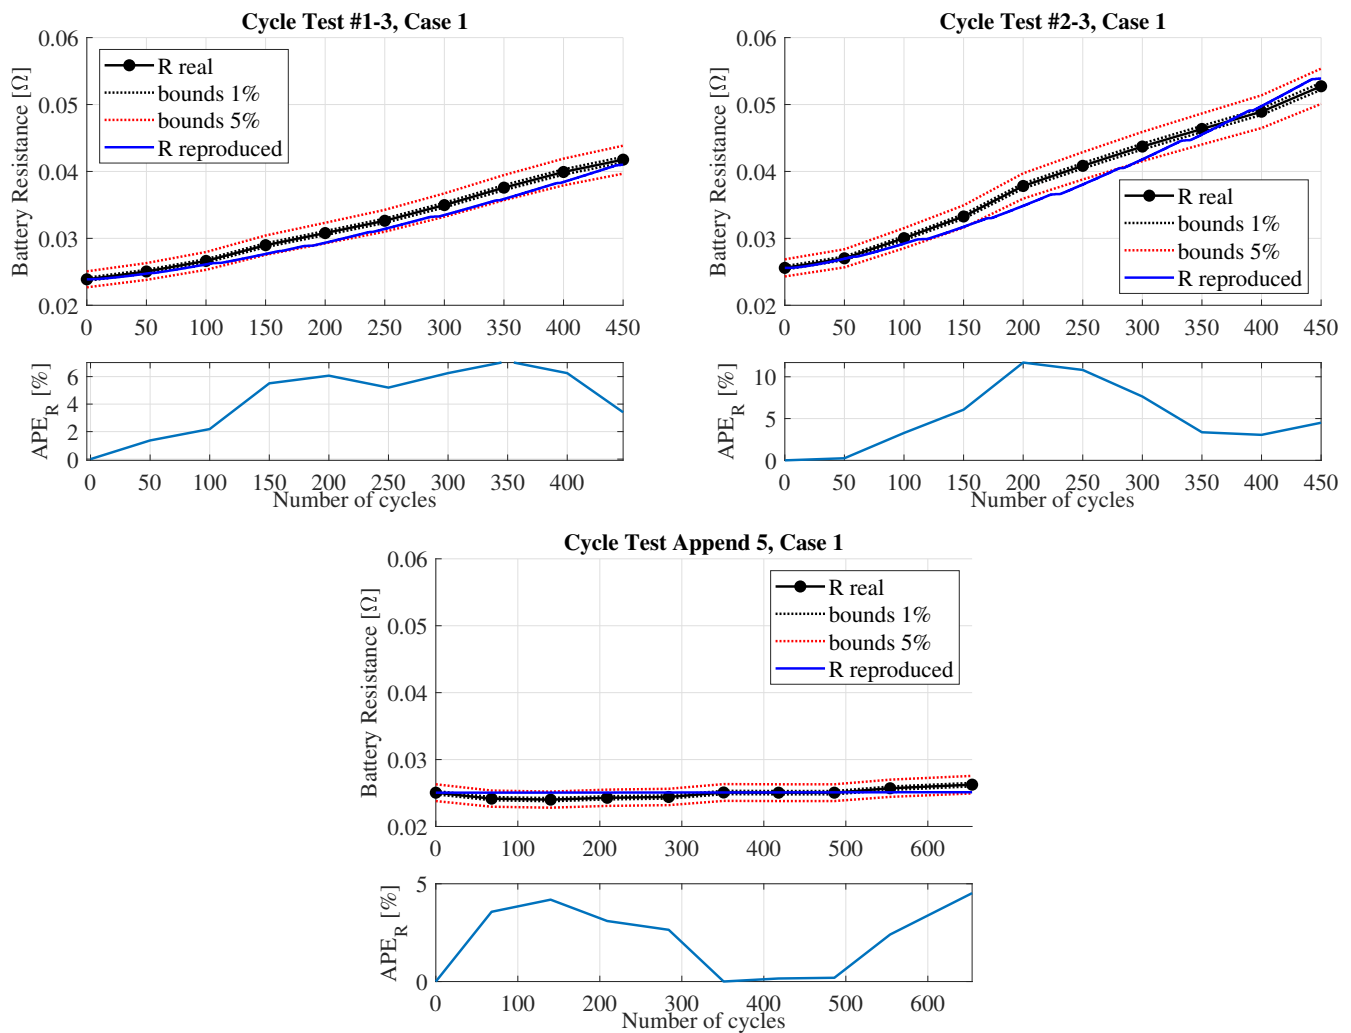 Cycle Test #1-3, Case 1
Battery Resistance [Ω]
0.06
0.05
0.04
0.03
0.02
R real
bounds 1%
bounds 5%
R reproduced
0 50 100 150 200 250 300 350 400 450
APE_R [%]
6
4
2
0
0 50 100 150 200 250 300 350 400
Number of cycles
Cycle Test #2-3, Case 1
Battery Resistance [Ω]
0.06
0.05
0.04
0.03
0.02
R real
bounds 1%
bounds 5%
R reproduced
0 50 100 150 200 250 300 350 400 450
APE_R [%]
10
5
0
0 50 100 150 200 250 300 350 400 450
Number of cycles
Cycle Test Append 5, Case 1
Battery Resistance [Ω]
0.06
0.05
0.04
0.03
0.02
R real
bounds 1%
bounds 5%
R reproduced
0 100 200 300 400 500 600
APE_R [%]
5
0
0 100 200 300 400 500 600
Number of cycles